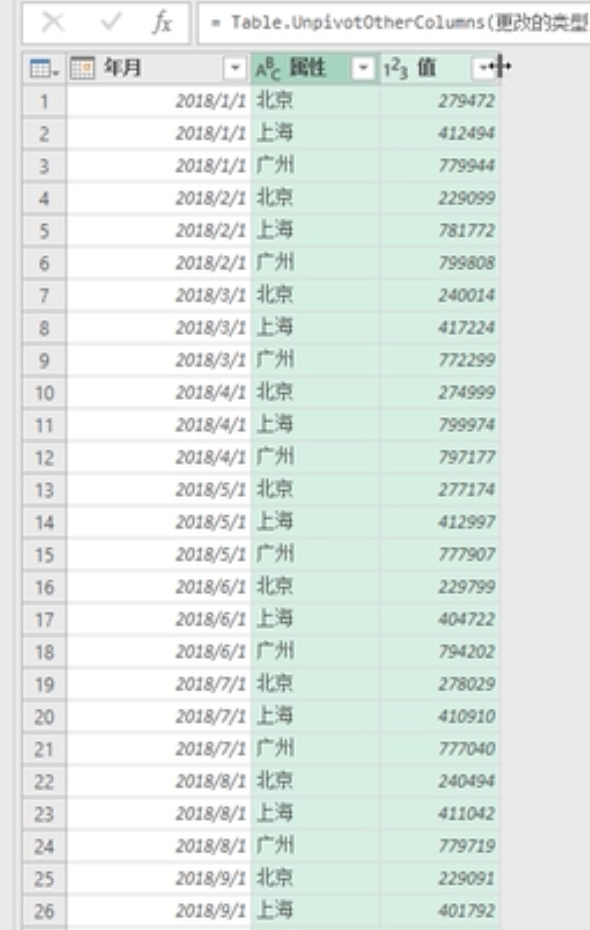 fx = Table.UnpivotOtherColumns(更改的类型
年月 ABC 属性 123 值
1 2018/1/1 北京 279472
2 2018/1/1 上海 412494
3 2018/1/1 广州 779944
4 2018/2/1 北京 229099
5 2018/2/1 上海 781772
6 2018/2/1 广州 799808
7 2018/3/1 北京 240014
8 2018/3/1 上海 417224
9 2018/3/1 广州 772299
10 2018/4/1 北京 274999
11 2018/4/1 上海 799974
12 2018/4/1 广州 797177
13 2018/5/1 北京 277174
14 2018/5/1 上海 412997
15 2018/5/1 广州 777907
16 2018/6/1 北京 229799
17 2018/6/1 上海 404722
18 2018/6/1 广州 794202
19 2018/7/1 北京 278029
20 2018/7/1 上海 410910
21 2018/7/1 广州 777040
22 2018/8/1 北京 240494
23 2018/8/1 上海 411042
24 2018/8/1 广州 779719
25 2018/9/1 北京 229091
26 2018/9/1 上海 401792